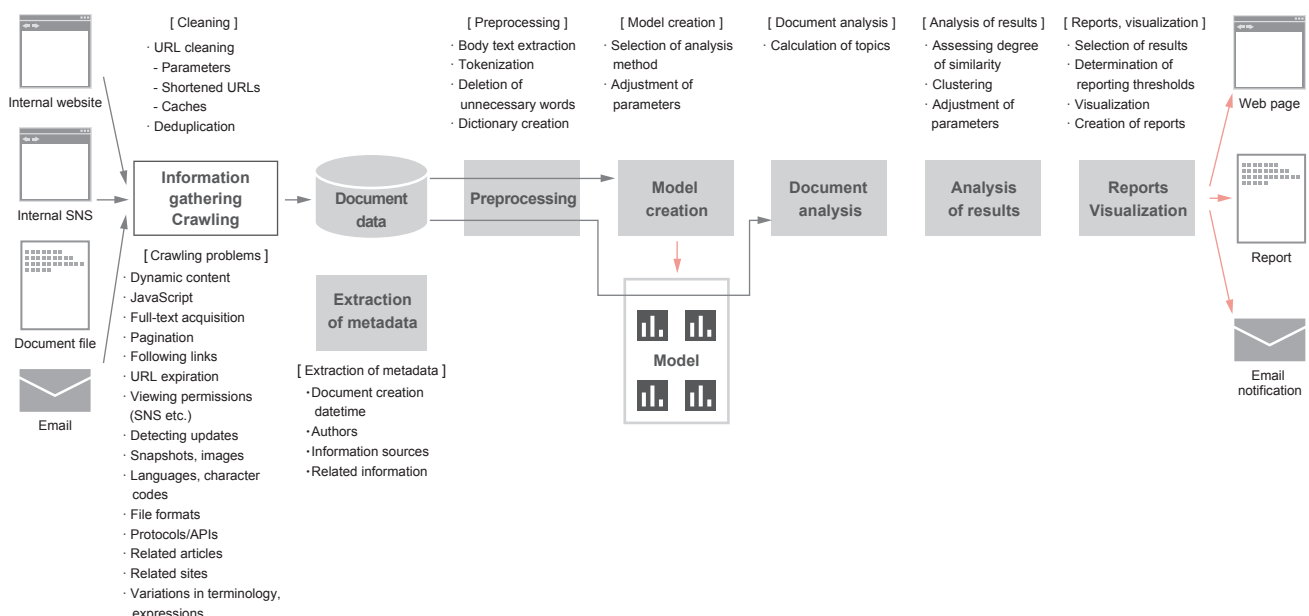 [ Cleaning ]
· URL cleaning
- Parameters
- Shortened URLs
- Caches
· Deduplication
[ Preprocessing ]
· Body text extraction
· Tokenization
· Deletion of
unnecessary words
· Dictionary creation
[ Model creation ]
· Selection of analysis
method
· Adjustment of
parameters
[ Document analysis ]
· Calculation of topics
[ Analysis of results ]
· Assessing degree
of similarity
· Clustering
· Adjustment of
parameters
[ Reports, visualization ]
· Selection of results
· Determination of
reporting thresholds
· Visualization
· Creation of reports
Internal website
Internal SNS
Document file
Email
Information
gathering
Crawling
Document
data
Preprocessing
Model
creation
Document
analysis
Analysis
of results
Reports
Visualization
Web page
Report
Email
notification
[ Crawling problems ]
· Dynamic content
· JavaScript
· Full-text acquisition
· Pagination
· Following links
· URL expiration
· Viewing permissions
(SNS etc.)
· Detecting updates
· Snapshots, images
· Languages, character
codes
· File formats
· Protocols/APIs
· Related articles
· Related sites
· Variations in terminology,
expressions
Extraction
of metadata
[ Extraction of metadata ]
・Document creation
datetime
・Authors
・Information sources
・Related information
Model